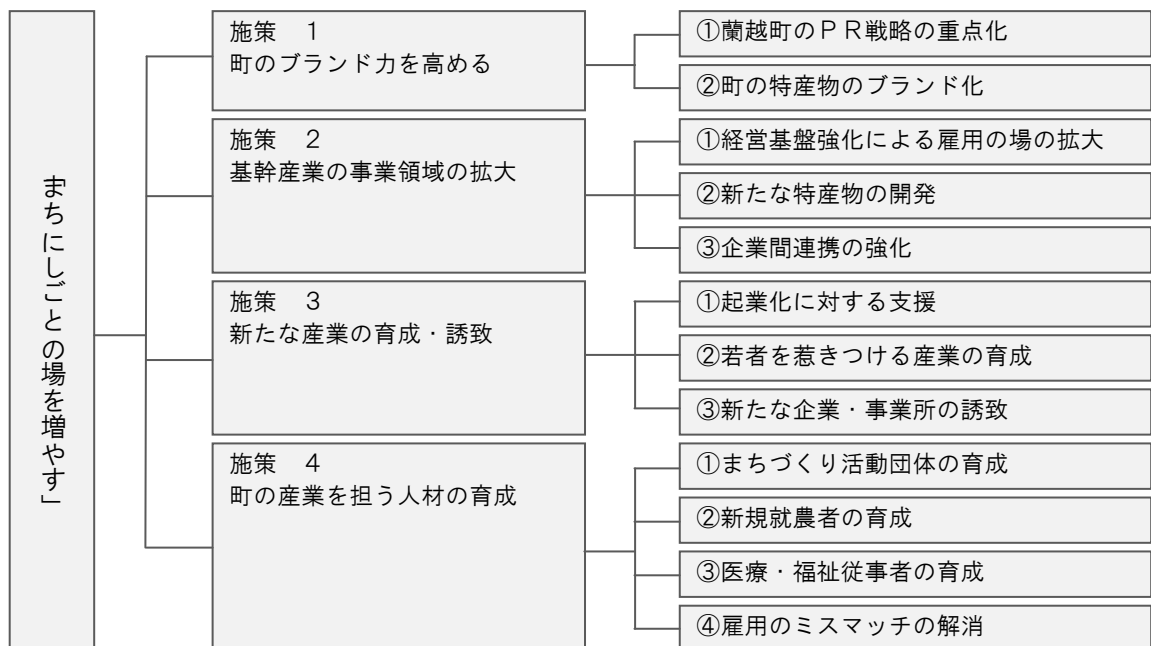 まちにしごとの場を増やす」
施策　１
町のブランド力を高める
①蘭越町のＰＲ戦略の重点化
②町の特産物のブランド化
施策　２
基幹産業の事業領域の拡大
①経営基盤強化による雇用の場の拡大
②新たな特産物の開発
③企業間連携の強化
施策　３
新たな産業の育成・誘致
①起業化に対する支援
②若者を惹きつける産業の育成
③新たな企業・事業所の誘致
施策　４
町の産業を担う人材の育成
①まちづくり活動団体の育成
②新規就農者の育成
③医療・福祉従事者の育成
④雇用のミスマッチの解消